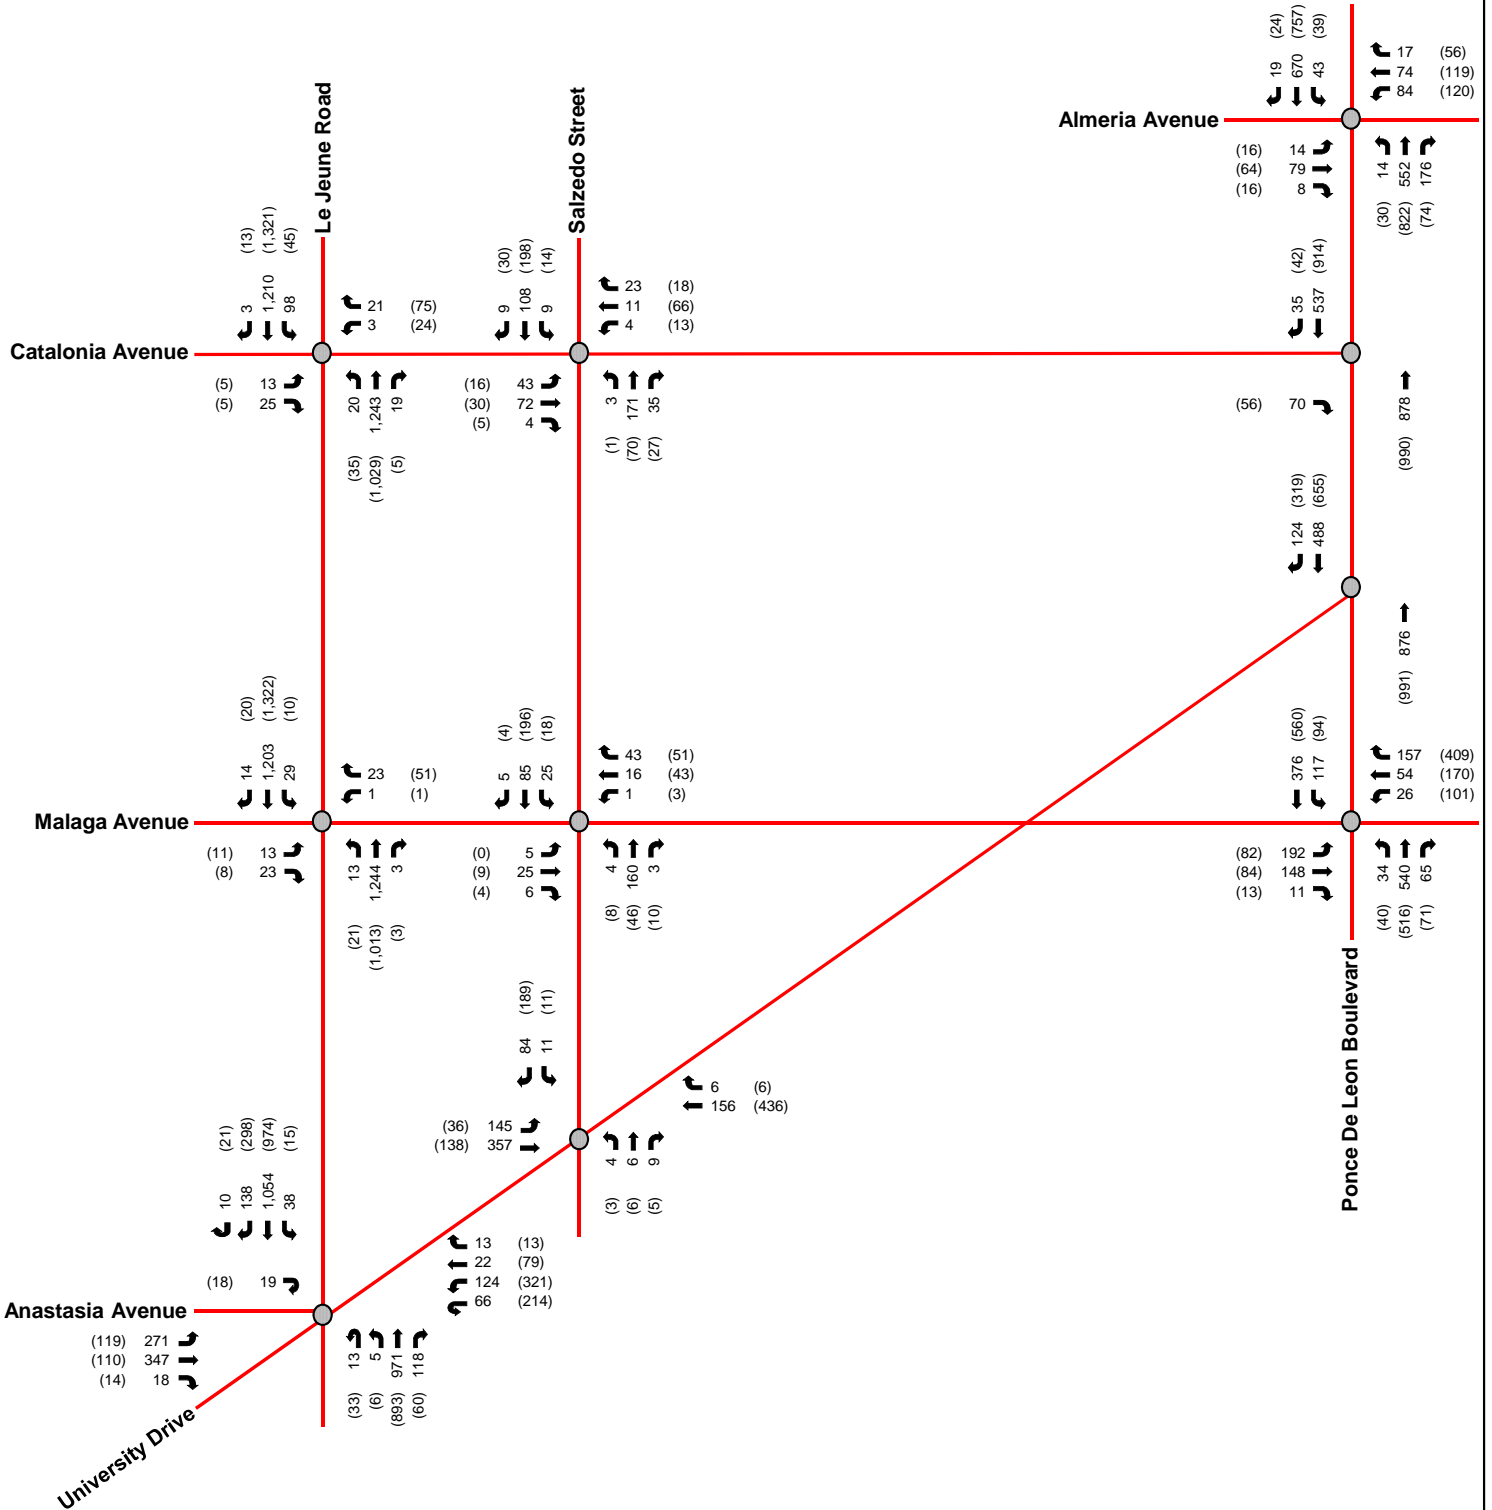 (24) (757) (39)
19 670 43
17 (56)
74 (119)
84 (120)
Almeria Avenue
(16) 14
(64) 79
(16) 8
14 552 176
(30) (822) (74)
Le Jeune Road
Salzedo Street
(13) (1,321) (45)
3 1,210 98
21 (75)
3 (24)
(30) (198) (14)
9 108 9
23 (18)
11 (66)
4 (13)
(42) (914)
35 537
Catalonia Avenue
(5) 13
(5) 25
20 1,243 19
(35) (1,029) (5)
(16) 43
(30) 72
(5) 4
3 171 35
(1) (70) (27)
(56) 70
878
(990)
(319) (655)
124 488
876
(991)
(20) (1,322) (10)
14 1,203 29
23 (51)
1 (1)
(4) (196) (18)
5 85 25
43 (51)
16 (43)
1 (3)
(560) (94)
376 117
157 (409)
54 (170)
26 (101)
Malaga Avenue
(11) 13
(8) 23
13 1,244 3
(21) (1,013) (3)
(0) 5
(9) 25
(4) 6
4 160 3
(8) (46) (10)
(82) 192
(84) 148
(13) 11
34 540 65
(40) (516) (71)
Ponce De Leon Boulevard
(189) (11)
84 11
6 (6)
156 (436)
(36) 145
(138) 357
4 6 9
(3) (6) (5)
(21) (298) (974) (15)
10 138 1,054 38
13 (13)
22 (79)
124 (321)
66 (214)
(18) 19
Anastasia Avenue
(119) 271
(110) 347
(14) 18
13 5 971 118
(33) (6) (893) (60)
University Drive